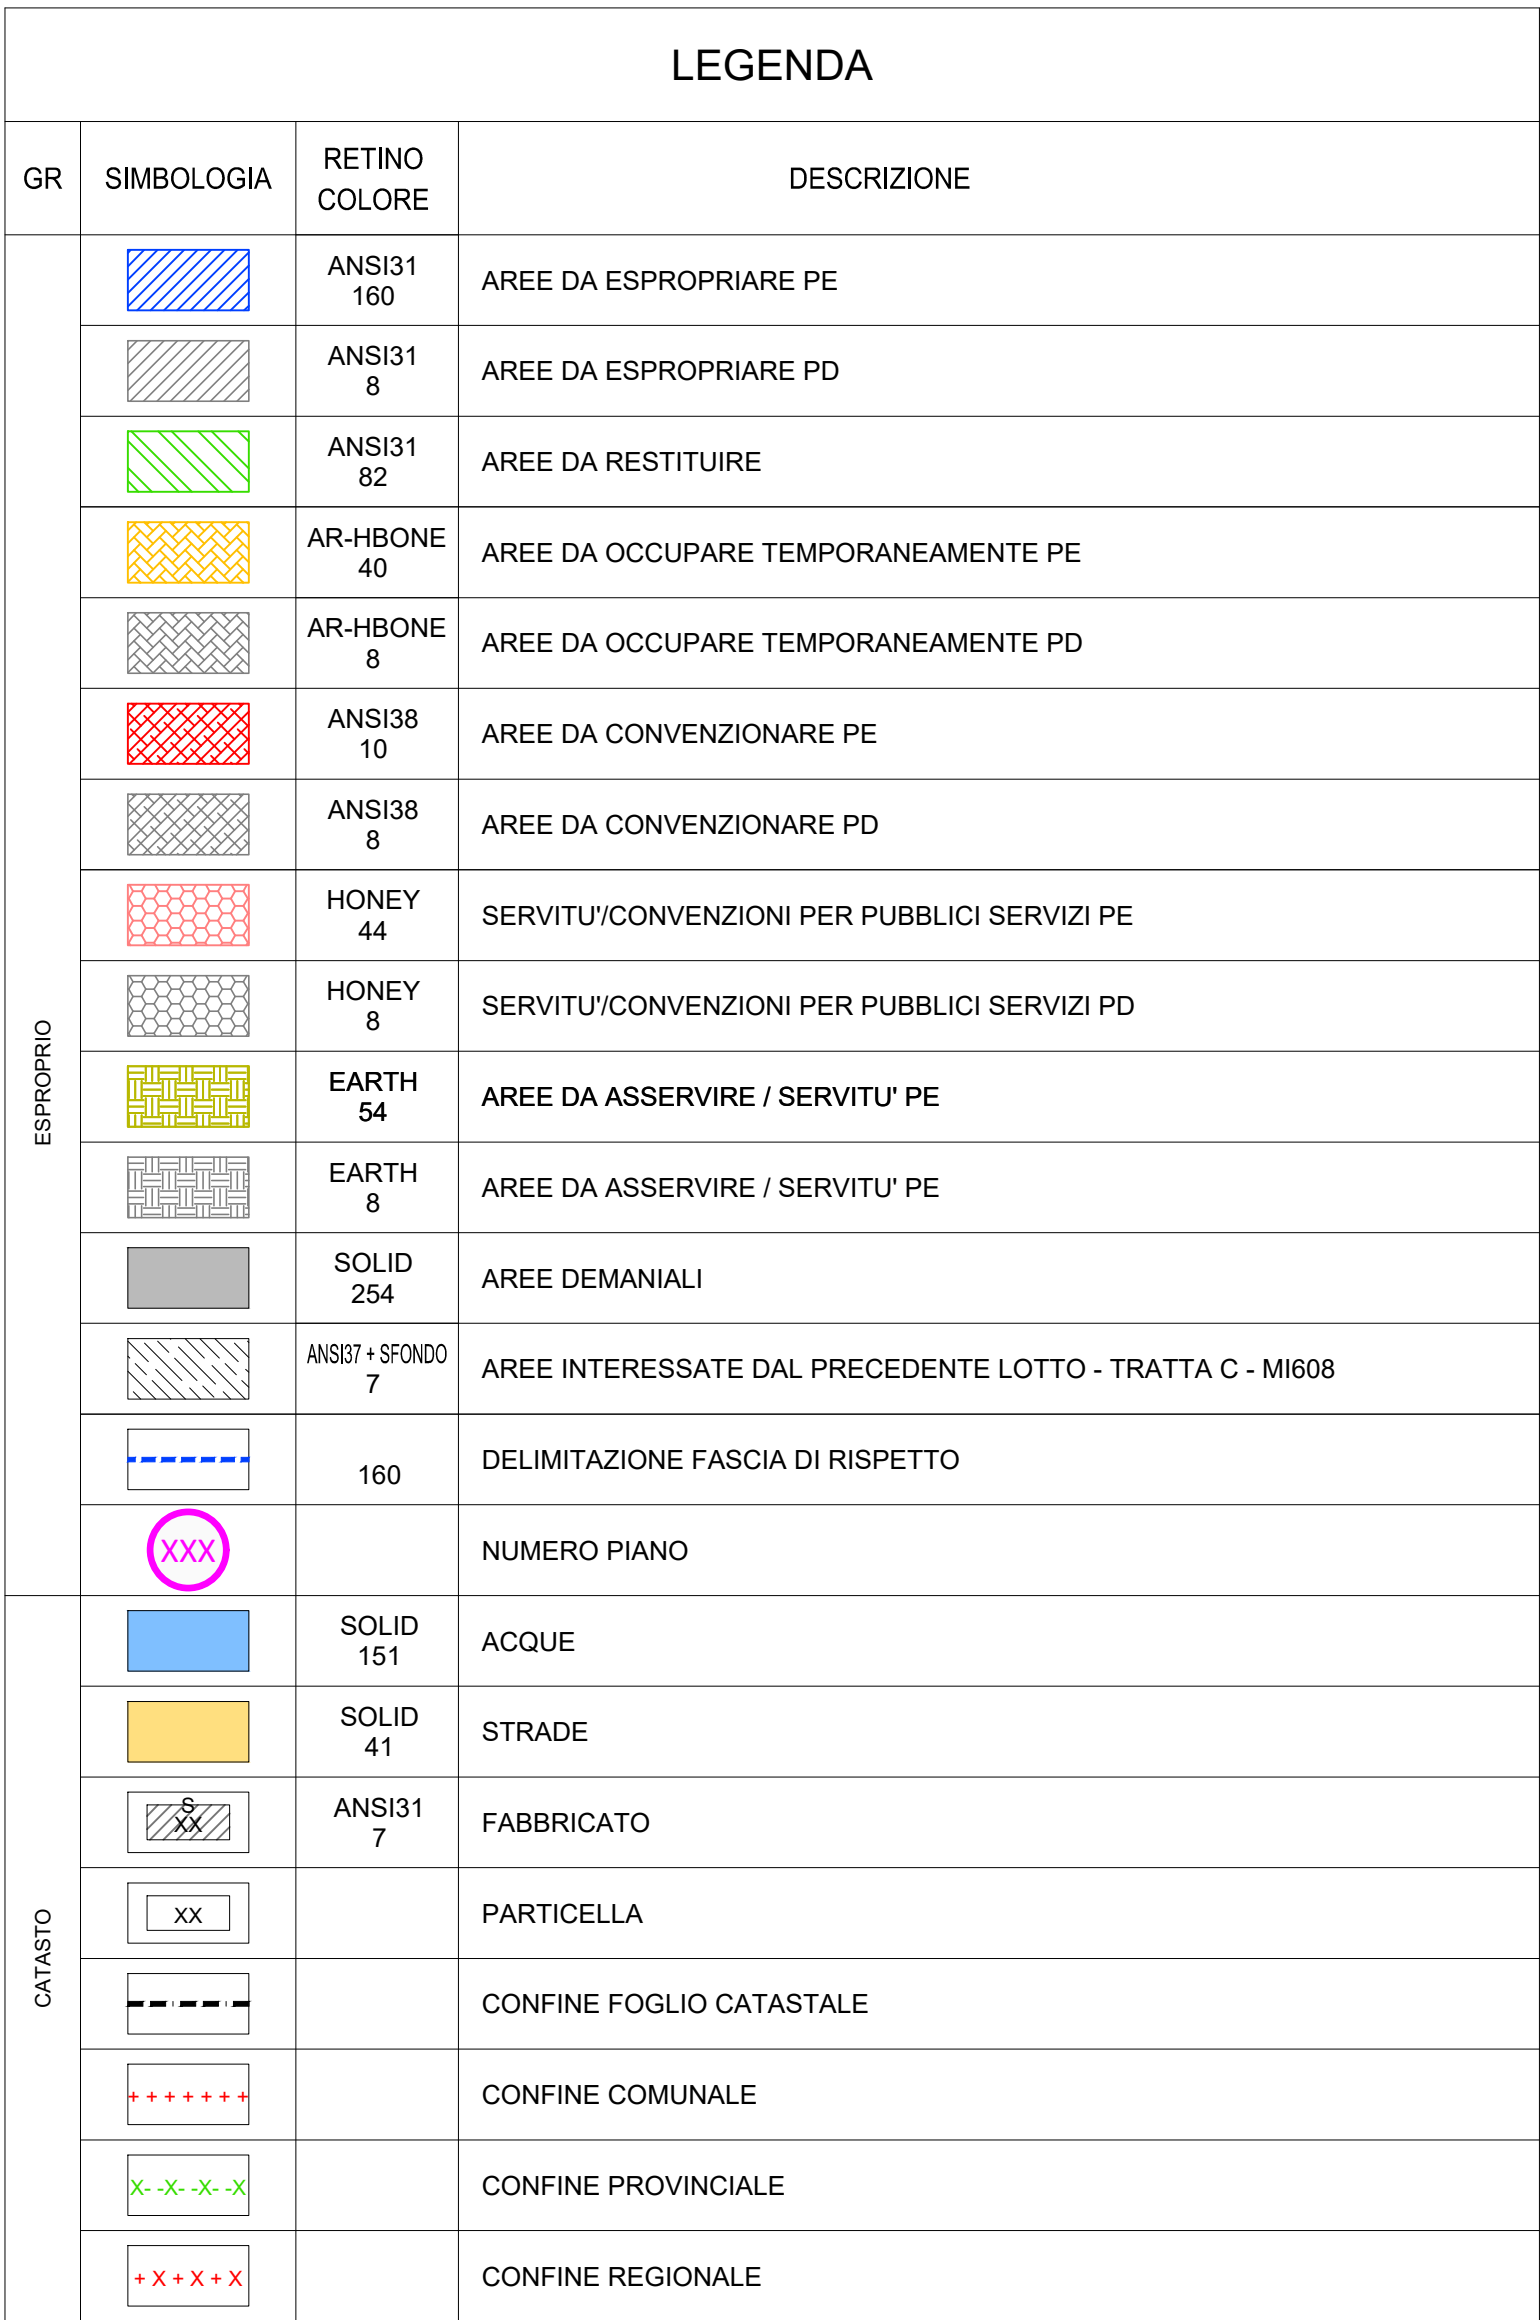 LEGENDA
GR
SIMBOLOGIA
RETINO
COLORE
DESCRIZIONE
ESPROPRIO
ANSI31
160
AREE DA ESPROPRIARE PE
ANSI31
8
AREE DA ESPROPRIARE PD
ANSI31
82
AREE DA RESTITUIRE
AR-HBONE
40
AREE DA OCCUPARE TEMPORANEAMENTE PE
AR-HBONE
8
AREE DA OCCUPARE TEMPORANEAMENTE PD
ANSI38
10
AREE DA CONVENZIONARE PE
ANSI38
8
AREE DA CONVENZIONARE PD
HONEY
44
SERVITU'/CONVENZIONI PER PUBBLICI SERVIZI PE
HONEY
8
SERVITU'/CONVENZIONI PER PUBBLICI SERVIZI PD
EARTH
54
AREE DA ASSERVIRE / SERVITU' PE
EARTH
8
AREE DA ASSERVIRE / SERVITU' PE
SOLID
254
AREE DEMANIALI
ANSI37 + SFONDO
7
AREE INTERESSATE DAL PRECEDENTE LOTTO - TRATTA C - MI608
160
DELIMITAZIONE FASCIA DI RISPETTO
XXX
NUMERO PIANO
CATASTO
SOLID
151
ACQUE
SOLID
41
STRADE
S
XX
ANSI31
7
FABBRICATO
XX
PARTICELLA
CONFINE FOGLIO CATASTALE
+ + + + + + +
CONFINE COMUNALE
X- -X- -X- -X
CONFINE PROVINCIALE
+ X + X + X
CONFINE REGIONALE